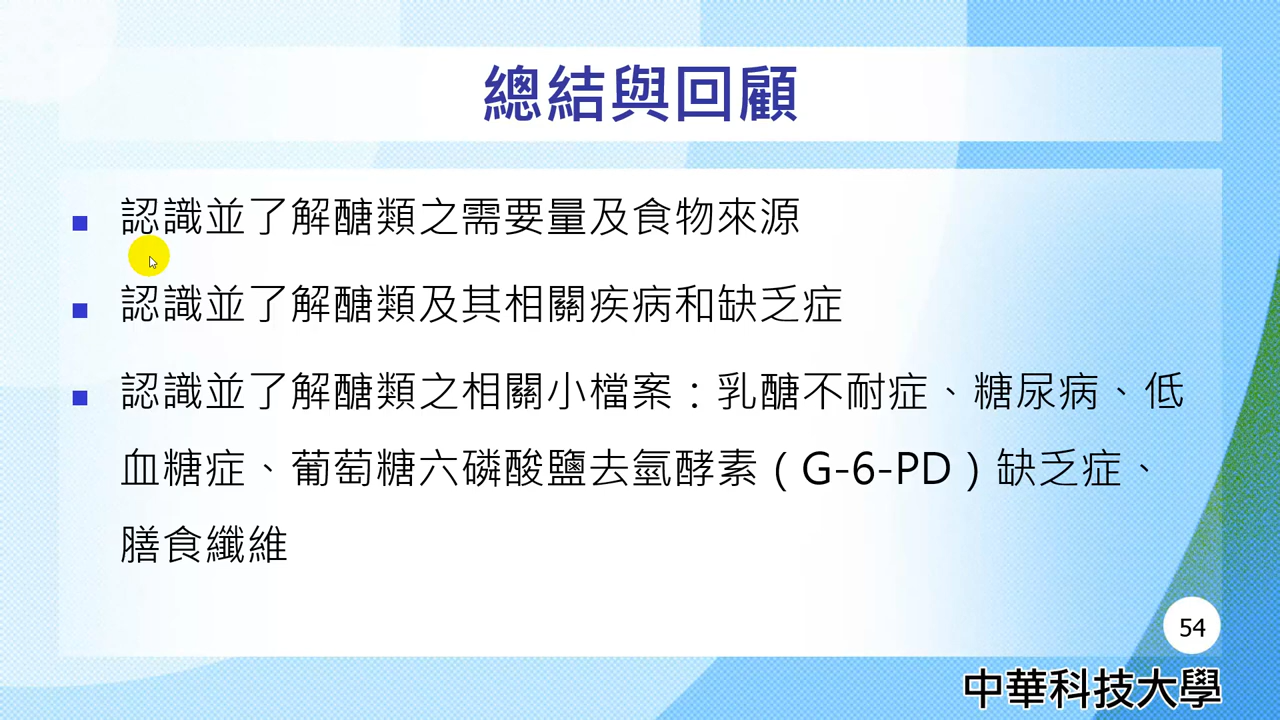 總結與回顧
認識並了解醣類之需要量及食物來源
認識並了解醣類及其相關疾病和缺乏症
認識並了解醣類之相關小檔案：乳醣不耐症、糖尿病、低
血糖症、葡萄糖六磷酸鹽去氫酵素（G-6-PD）缺乏症、
膳食纖維
54
中華科技大學